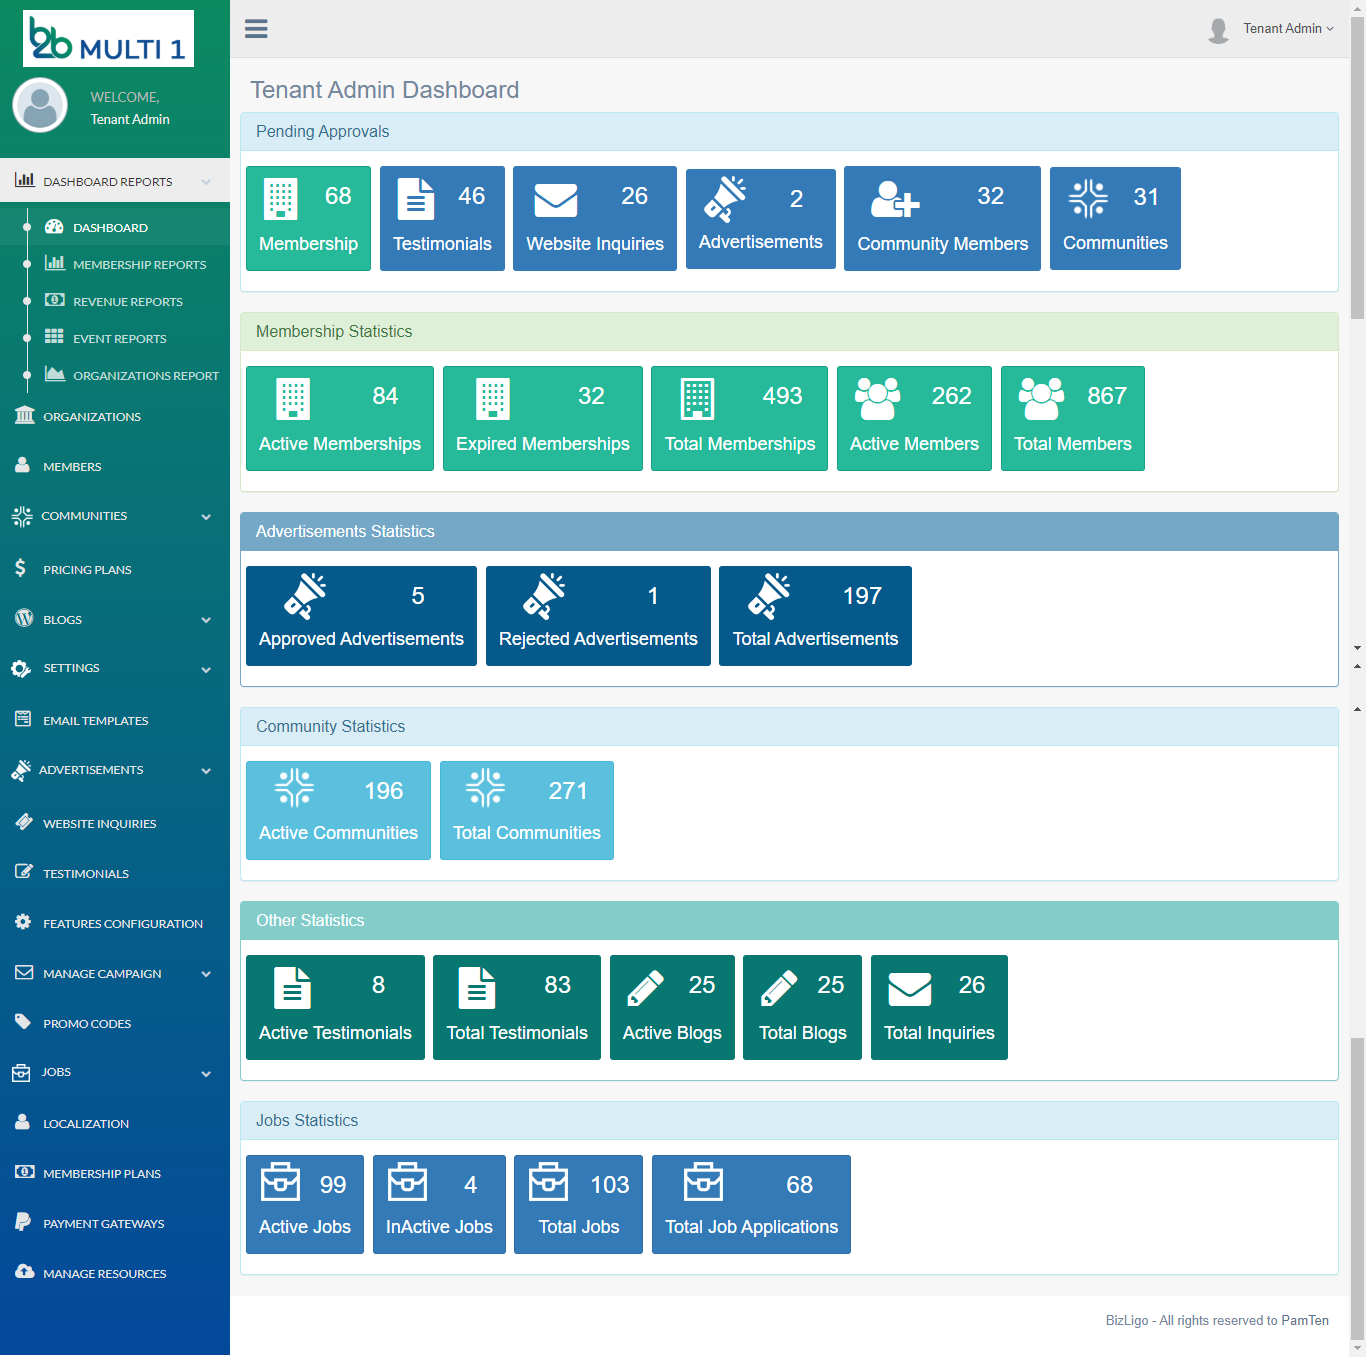 b2b MULTI 1
WELCOME,
Tenant Admin
DASHBOARD REPORTS
DASHBOARD
MEMBERSHIP REPORTS
REVENUE REPORTS
EVENT REPORTS
ORGANIZATIONS REPORT
ORGANIZATIONS
MEMBERS
COMMUNITIES
PRICING PLANS
BLOGS
SETTINGS
EMAIL TEMPLATES
ADVERTISEMENTS
WEBSITE INQUIRIES
TESTIMONIALS
FEATURES CONFIGURATION
MANAGE CAMPAIGN
PROMO CODES
JOBS
LOCALIZATION
MEMBERSHIP PLANS
PAYMENT GATEWAYS
MANAGE RESOURCES
Tenant Admin
Tenant Admin Dashboard
Pending Approvals
68
Membership
46
Testimonials
26
Website Inquiries
2
Advertisements
32
Community Members
31
Communities
Membership Statistics
84
Active Memberships
32
Expired Memberships
493
Total Memberships
262
Active Members
867
Total Members
Advertisements Statistics
5
Approved Advertisements
1
Rejected Advertisements
197
Total Advertisements
Community Statistics
196
Active Communities
271
Total Communities
Other Statistics
8
Active Testimonials
83
Total Testimonials
25
Active Blogs
25
Total Blogs
26
Total Inquiries
Jobs Statistics
99
Active Jobs
4
InActive Jobs
103
Total Jobs
68
Total Job Applications
BizLigo - All rights reserved to PamTen